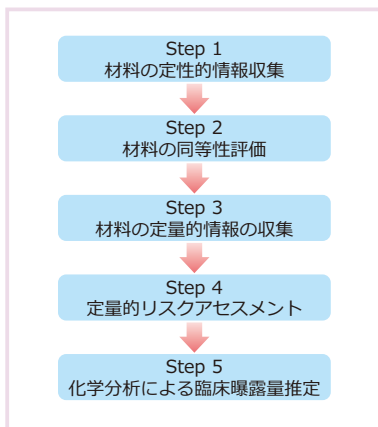 Step 1
材料の定性的情報収集
Step 2
材料の同等性評価
Step 3
材料の定量的情報の収集
Step 4
定量的リスクアセスメント
Step 5
化学分析による臨床曝露量推定